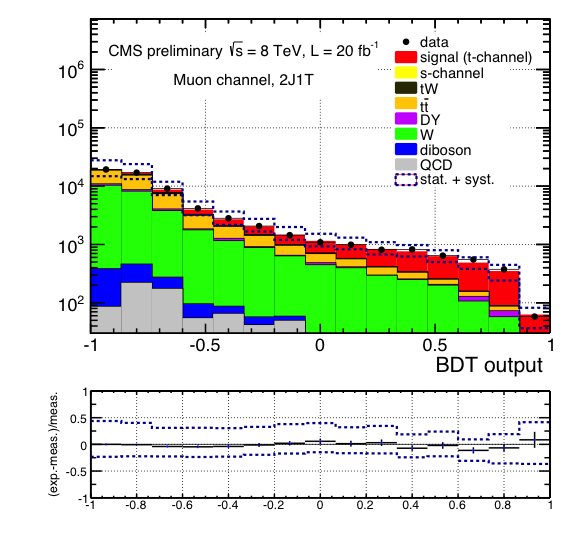 CMS preliminary √s = 8 TeV, L = 20 fb⁻¹
Muon channel, 2J1T
data
signal (t-channel)
s-channel
tW
tt̄
DY
W
diboson
QCD
stat. + syst.
10⁶
10⁵
10⁴
10³
10²
-1 -0.5 0 0.5 1
BDT output
(exp.-meas.)/meas.
1
0.5
0
-0.5
-1
-1 -0.8 -0.6 -0.4 -0.2 0 0.2 0.4 0.6 0.8 1